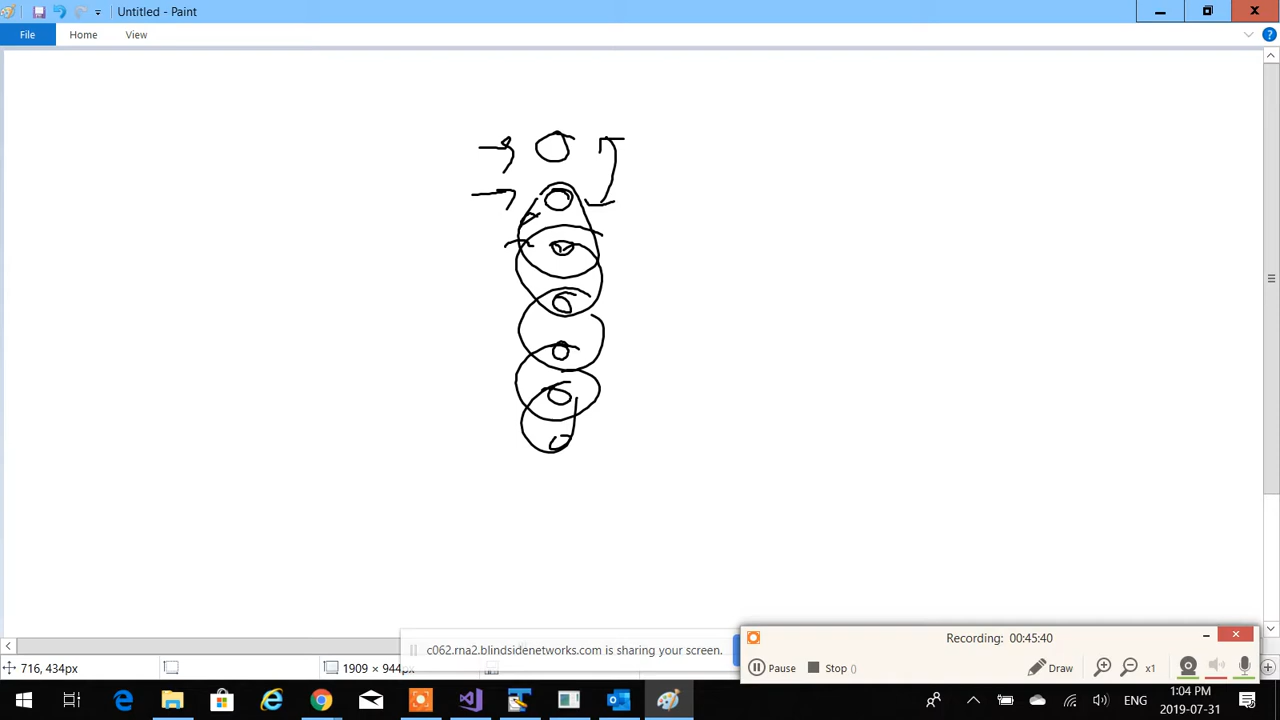 Untitled - Paint
File Home View
c062.rna2.blindsidenetworks.com is sharing your screen.
Recording: 00:45:40
Pause Stop () Draw x1
716, 434px
1909 × 944px
ENG
1:04 PM
2019-07-31